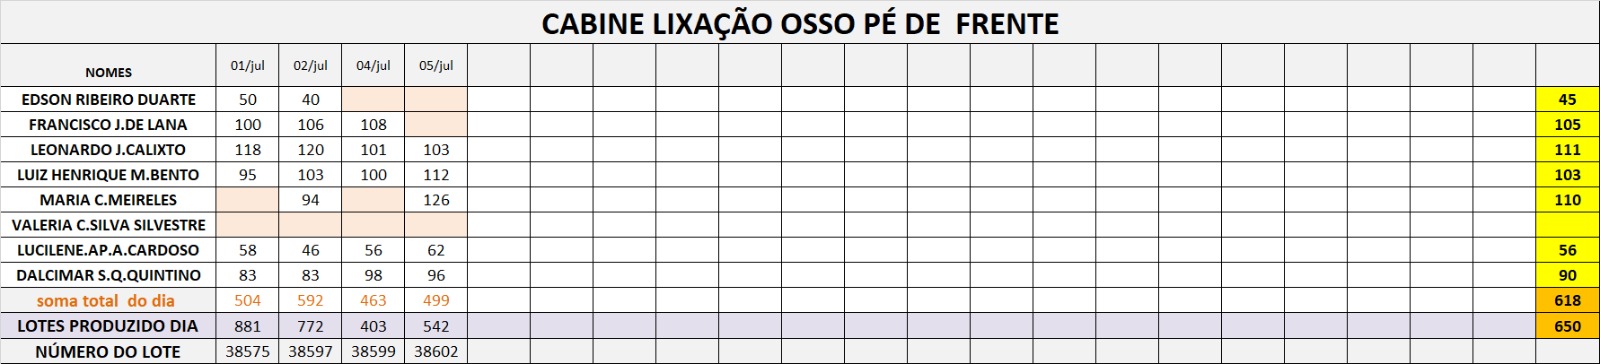 CABINE LIXAÇÃO OSSO PÉ DE FRENTE
NOMES 01/jul 02/jul 04/jul 05/jul
EDSON RIBEIRO DUARTE 50 40 45
FRANCISCO J.DE LANA 100 106 108 105
LEONARDO J.CALIXTO 118 120 101 103 111
LUIZ HENRIQUE M.BENTO 95 103 100 112 103
MARIA C.MEIRELES 94 126 110
VALERIA C.SILVA SILVESTRE
LUCILENE.AP.A.CARDOSO 58 46 56 62 56
DALCIMAR S.Q.QUINTINO 83 83 98 96 90
soma total do dia 504 592 463 499 618
LOTES PRODUZIDO DIA 881 772 403 542 650
NÚMERO DO LOTE 38575 38597 38599 38602